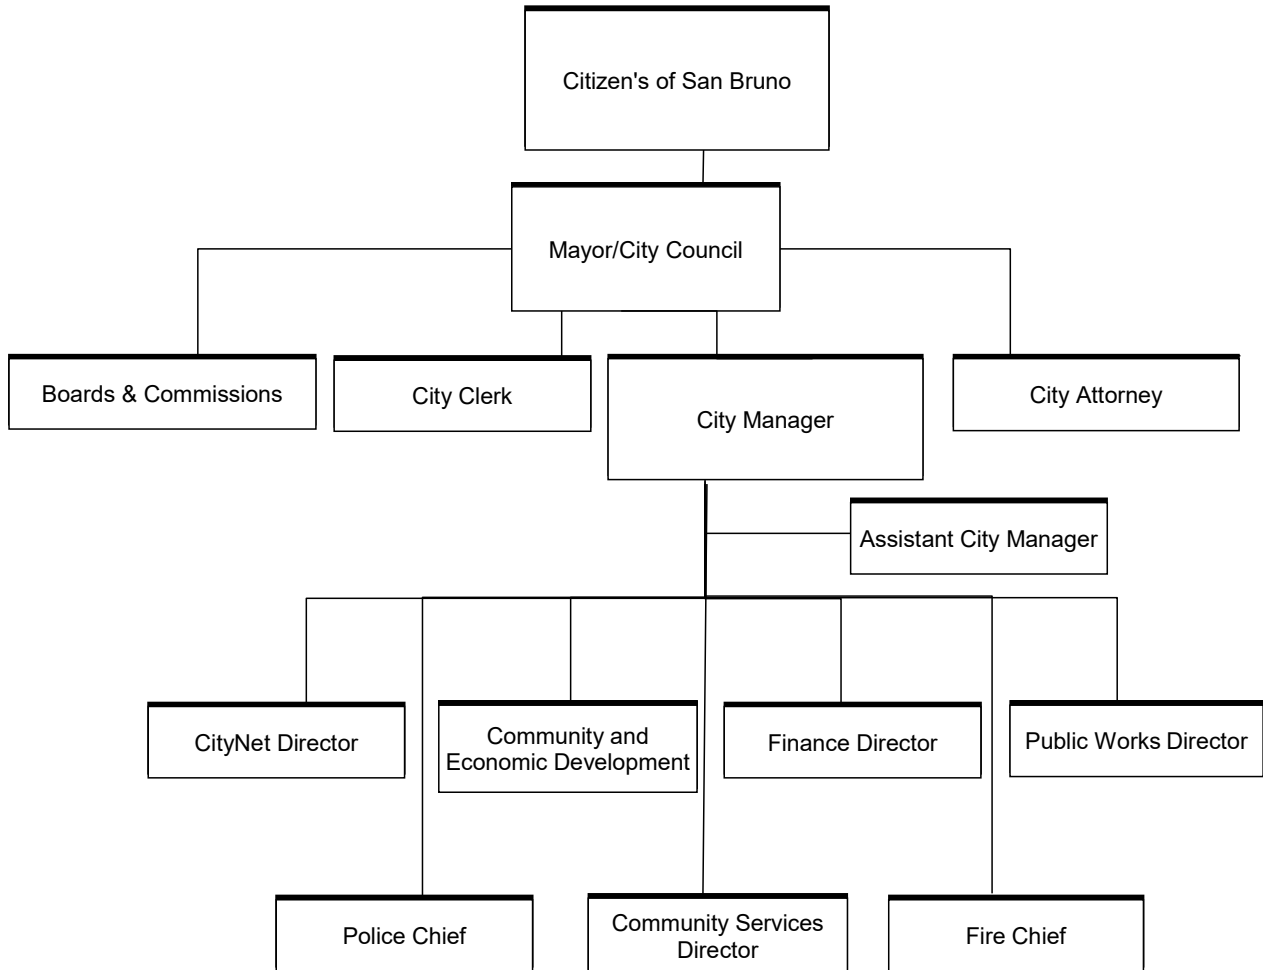 Citizen's of San Bruno
Mayor/City Council
Boards & Commissions
City Clerk
City Manager
City Attorney
Assistant City Manager
CityNet Director
Community and
Economic Development
Finance Director
Public Works Director
Police Chief
Community Services
Director
Fire Chief